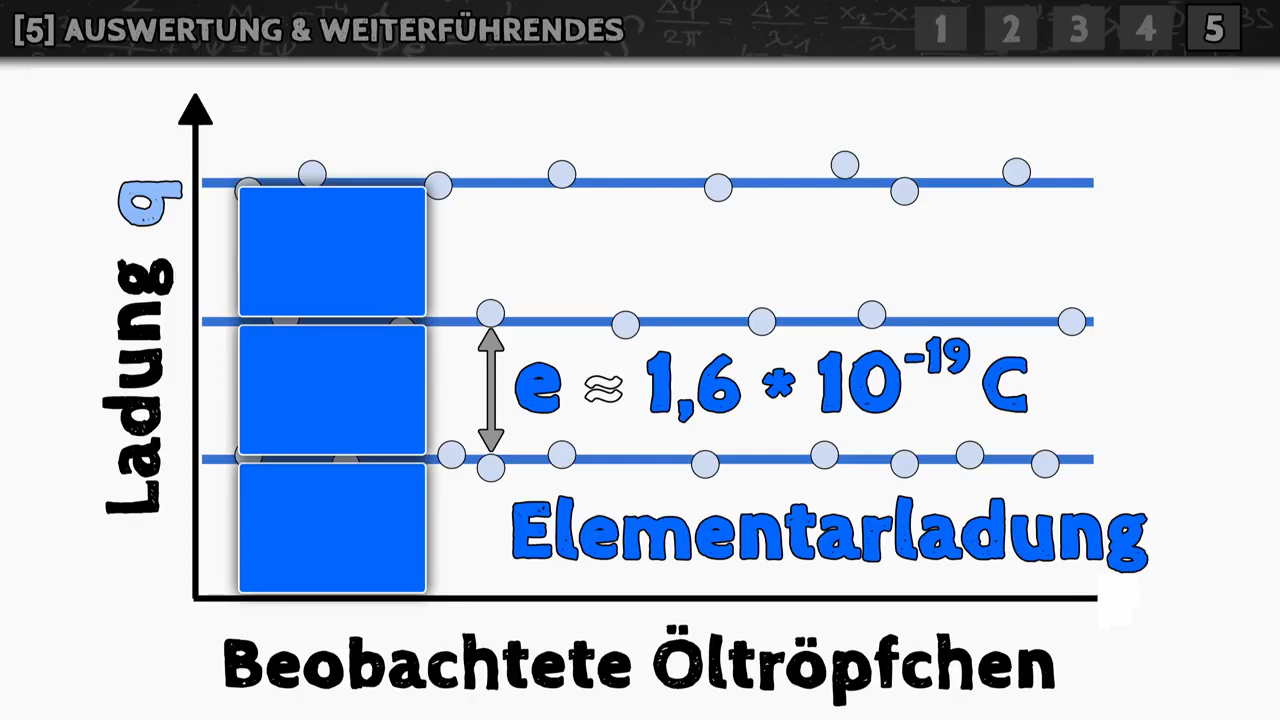 [5] AUSWERTUNG & WEITERFÜHRENDES
1 2 3 4 5
Ladung q
e ≈ 1,6 * 10⁻¹⁹ C
Elementarladung
Beobachtete Öltröpfchen